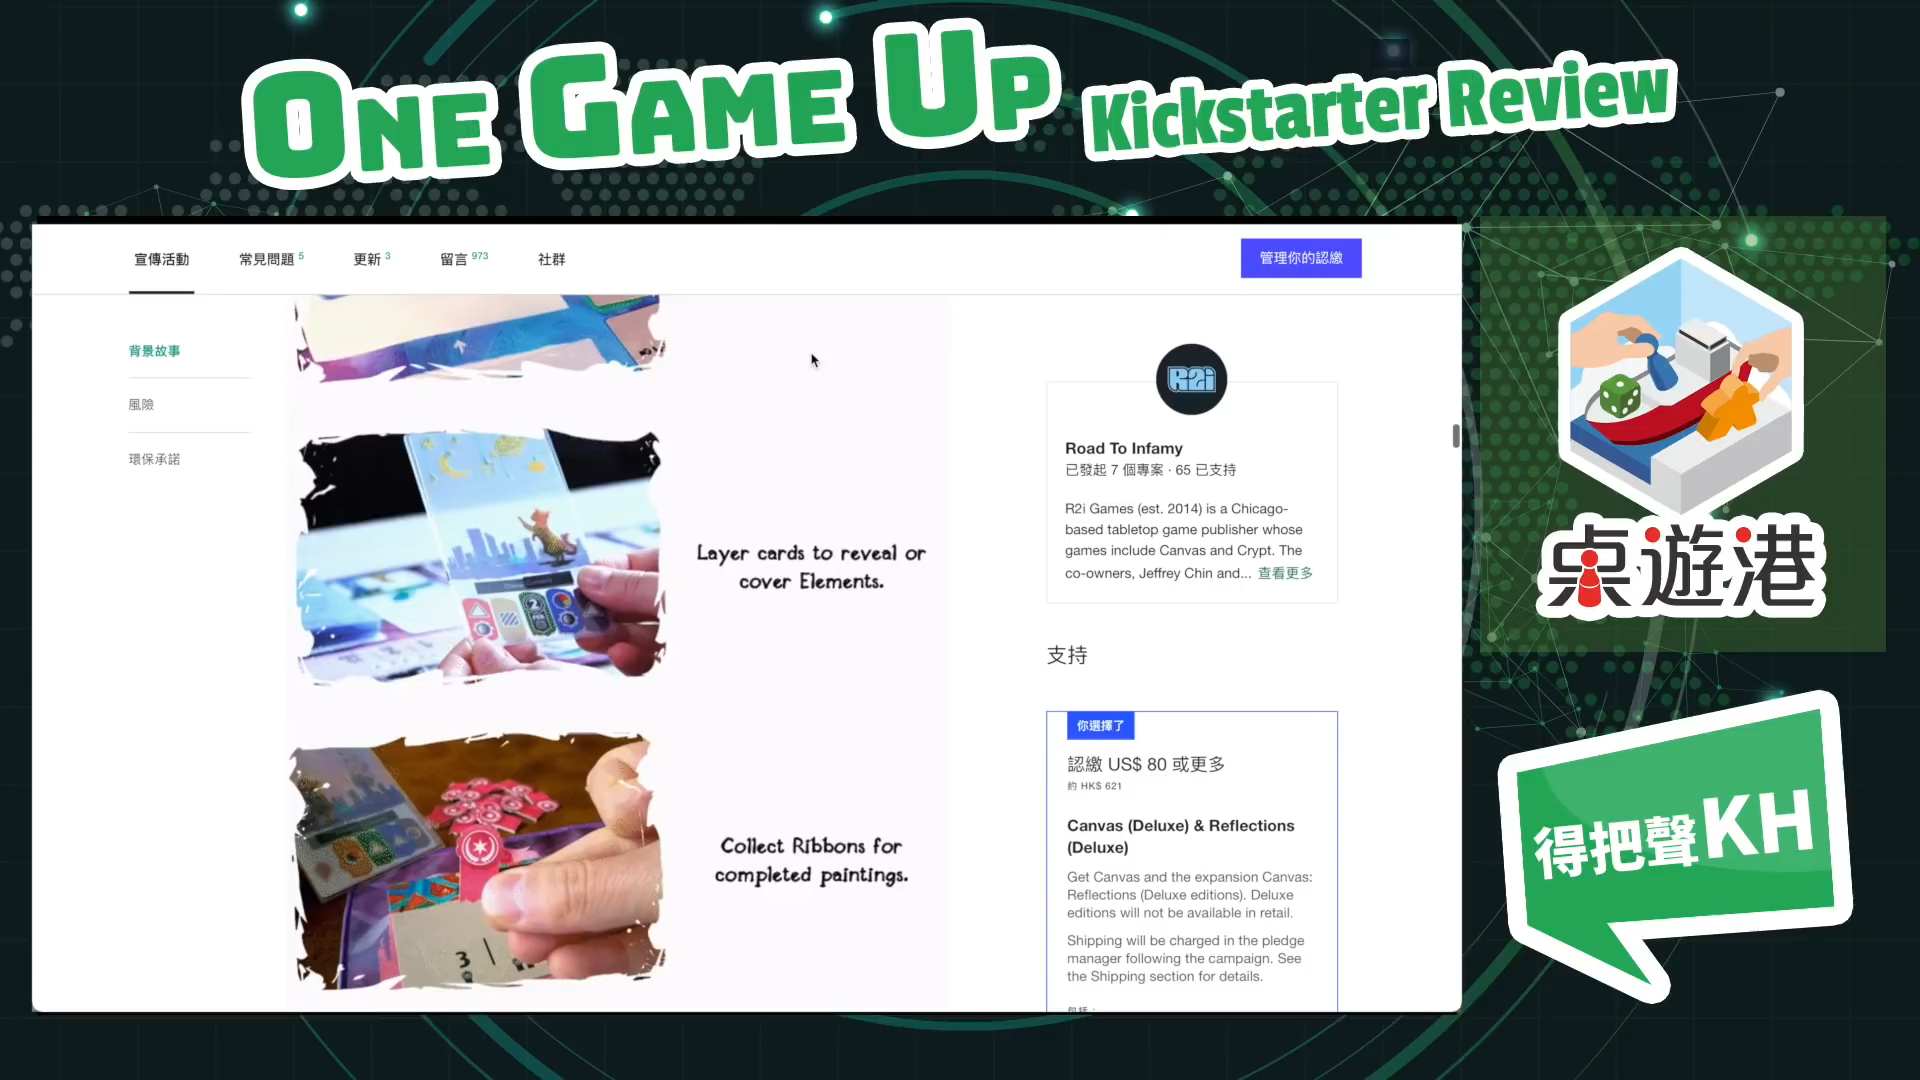 ONE GAME UP Kickstarter Review
宣傳活動 常見問題 5 更新 3 留言 973 社群
管理你的認繳
背景故事
風險
環保承諾
Layer cards to reveal or
cover Elements.
Collect Ribbons for
completed paintings.
3
R2i
Road To Infamy
已發起 7 個專案 · 65 已支持
R2i Games (est. 2014) is a Chicago-
based tabletop game publisher whose
games include Canvas and Crypt. The
co-owners, Jeffrey Chin and... 查看更多
支持
你選擇了
認繳 US$ 80 或更多
約 HK$ 621
Canvas (Deluxe) & Reflections
(Deluxe)
Get Canvas and the expansion Canvas:
Reflections (Deluxe editions). Deluxe
editions will not be available in retail.
Shipping will be charged in the pledge
manager following the campaign. See
the Shipping section for details.
桌遊港
得把聲KH